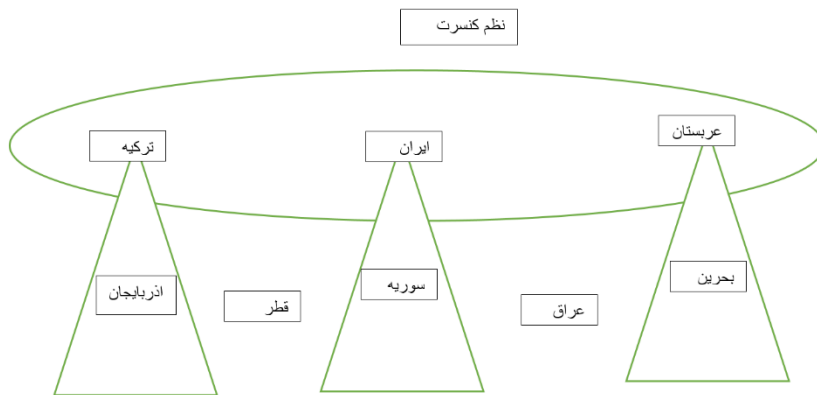 نظم کنسرت
عربستان
ایران
ترکیه
بحرین
سوریه
اذربایجان
عراق
قطر